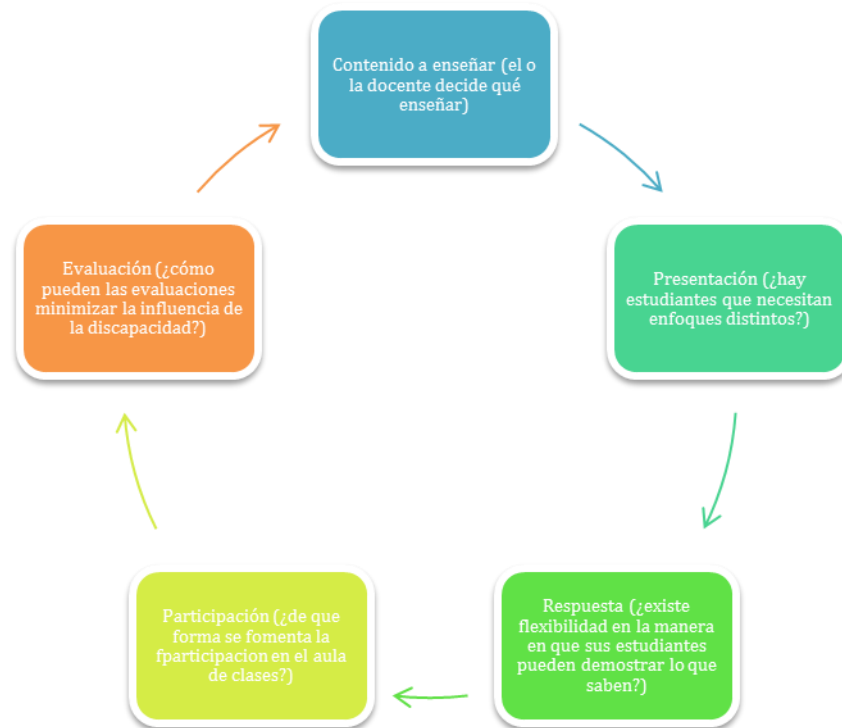 Contenido a enseñar (el o
la docente decide qué
enseñar)
Presentación (¿hay
estudiantes que necesitan
enfoques distintos?)
Respuesta (¿existe
flexibilidad en la manera
en que sus estudiantes
pueden demostrar lo que
saben?)
Participación (¿de que
forma se fomenta la
fparticipacion en el aula
de clases?)
Evaluación (¿cómo
pueden las evaluaciones
minimizar la influencia de
la discapacidad?)